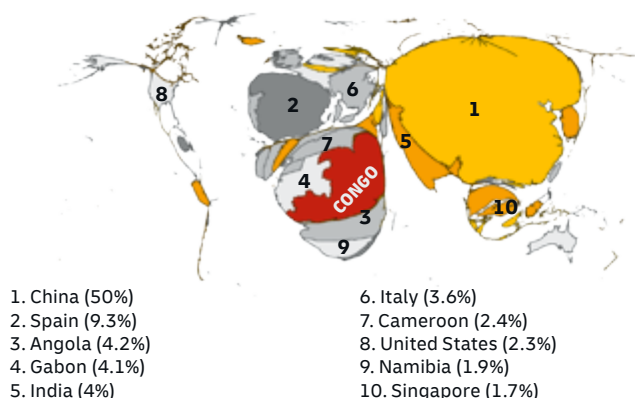 8
2
6
1
7
5
4
CONGO
10
3
9
1. China (50%)
2. Spain (9.3%)
3. Angola (4.2%)
4. Gabon (4.1%)
5. India (4%)
6. Italy (3.6%)
7. Cameroon (2.4%)
8. United States (2.3%)
9. Namibia (1.9%)
10. Singapore (1.7%)